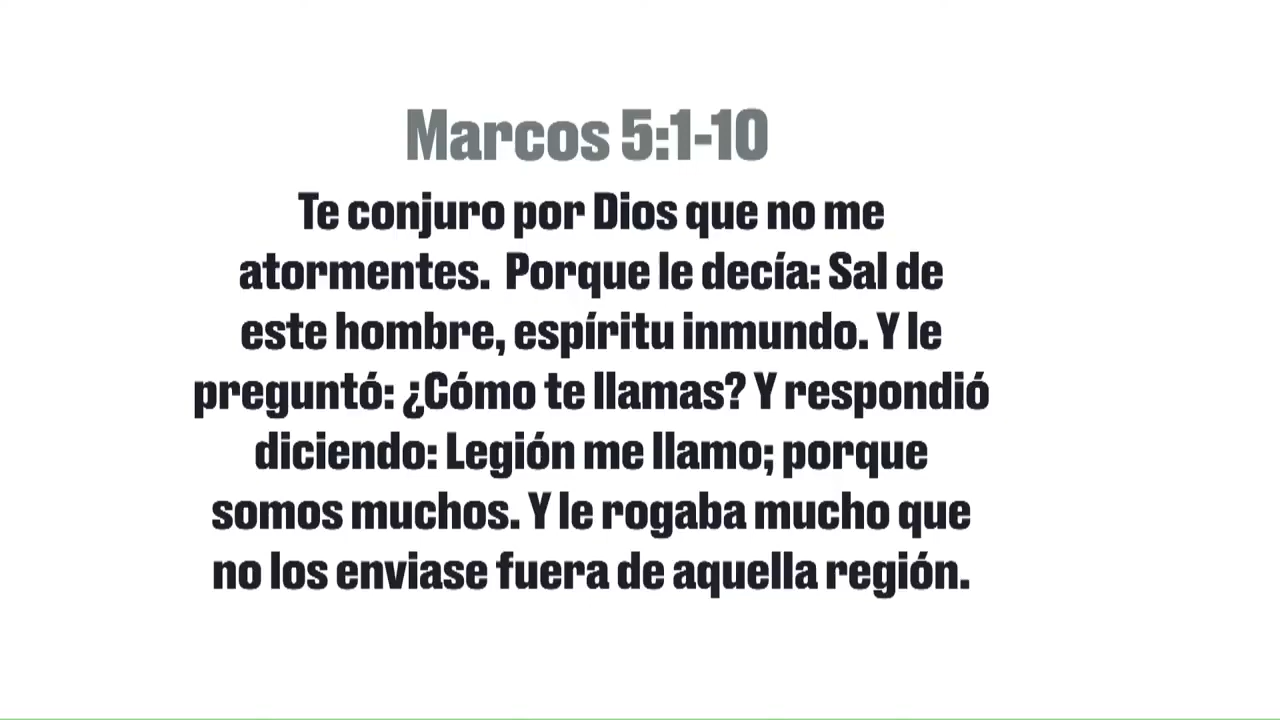 Marcos 5:1-10
Te conjuro por Dios que no me
atormentes.  Porque le decía: Sal de
este hombre, espíritu inmundo. Y le
preguntó: ¿Cómo te llamas? Y respondió
diciendo: Legión me llamo; porque
somos muchos. Y le rogaba mucho que
no los enviase fuera de aquella región.